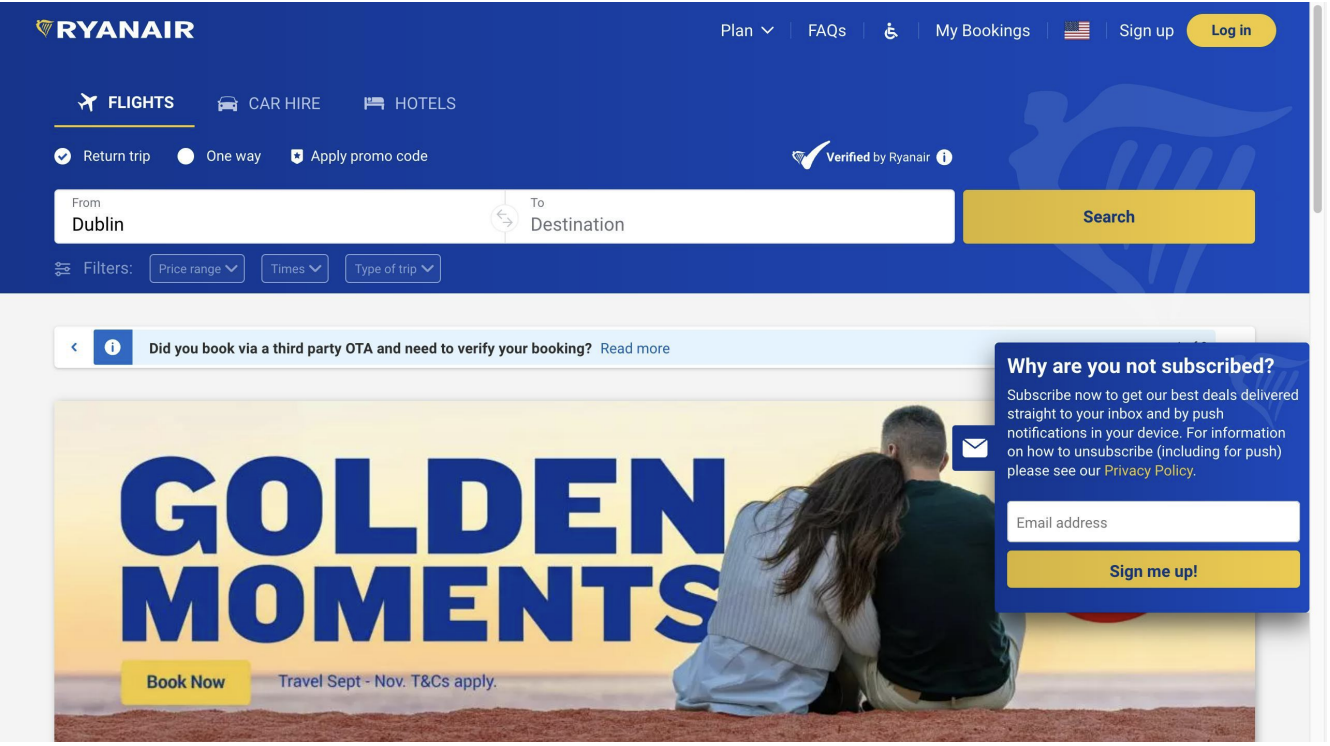 RYANAIR
Plan
FAQs
My Bookings
Sign up
Log in
FLIGHTS
CAR HIRE
HOTELS
Return trip
One way
Apply promo code
Verified by Ryanair
From
Dublin
To
Destination
Search
Filters:
Price range
Times
Type of trip
Did you book via a third party OTA and need to verify your booking? Read more
Why are you not subscribed?
Subscribe now to get our best deals delivered
straight to your inbox and by push
notifications in your device. For information
on how to unsubscribe (including for push)
please see our Privacy Policy.
Email address
Sign me up!
GOLDEN
MOMENTS
Book Now
Travel Sept - Nov. T&Cs apply.